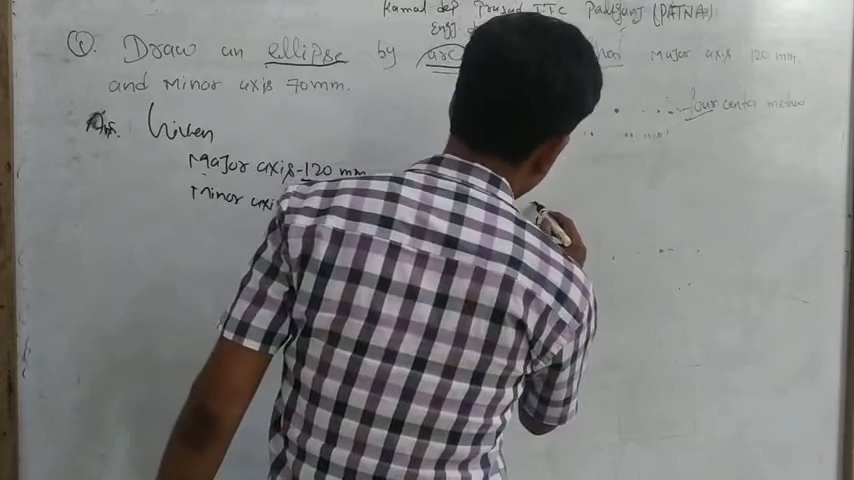 Kamal dep Prasad ITC Paliganj (PATNA)
Engg
Q. Draw an ellipse by arc major axis 120 mm.
and Minor axis 70mm.
four center method
Ans. Given
Major axis-120 mm
Minor axis